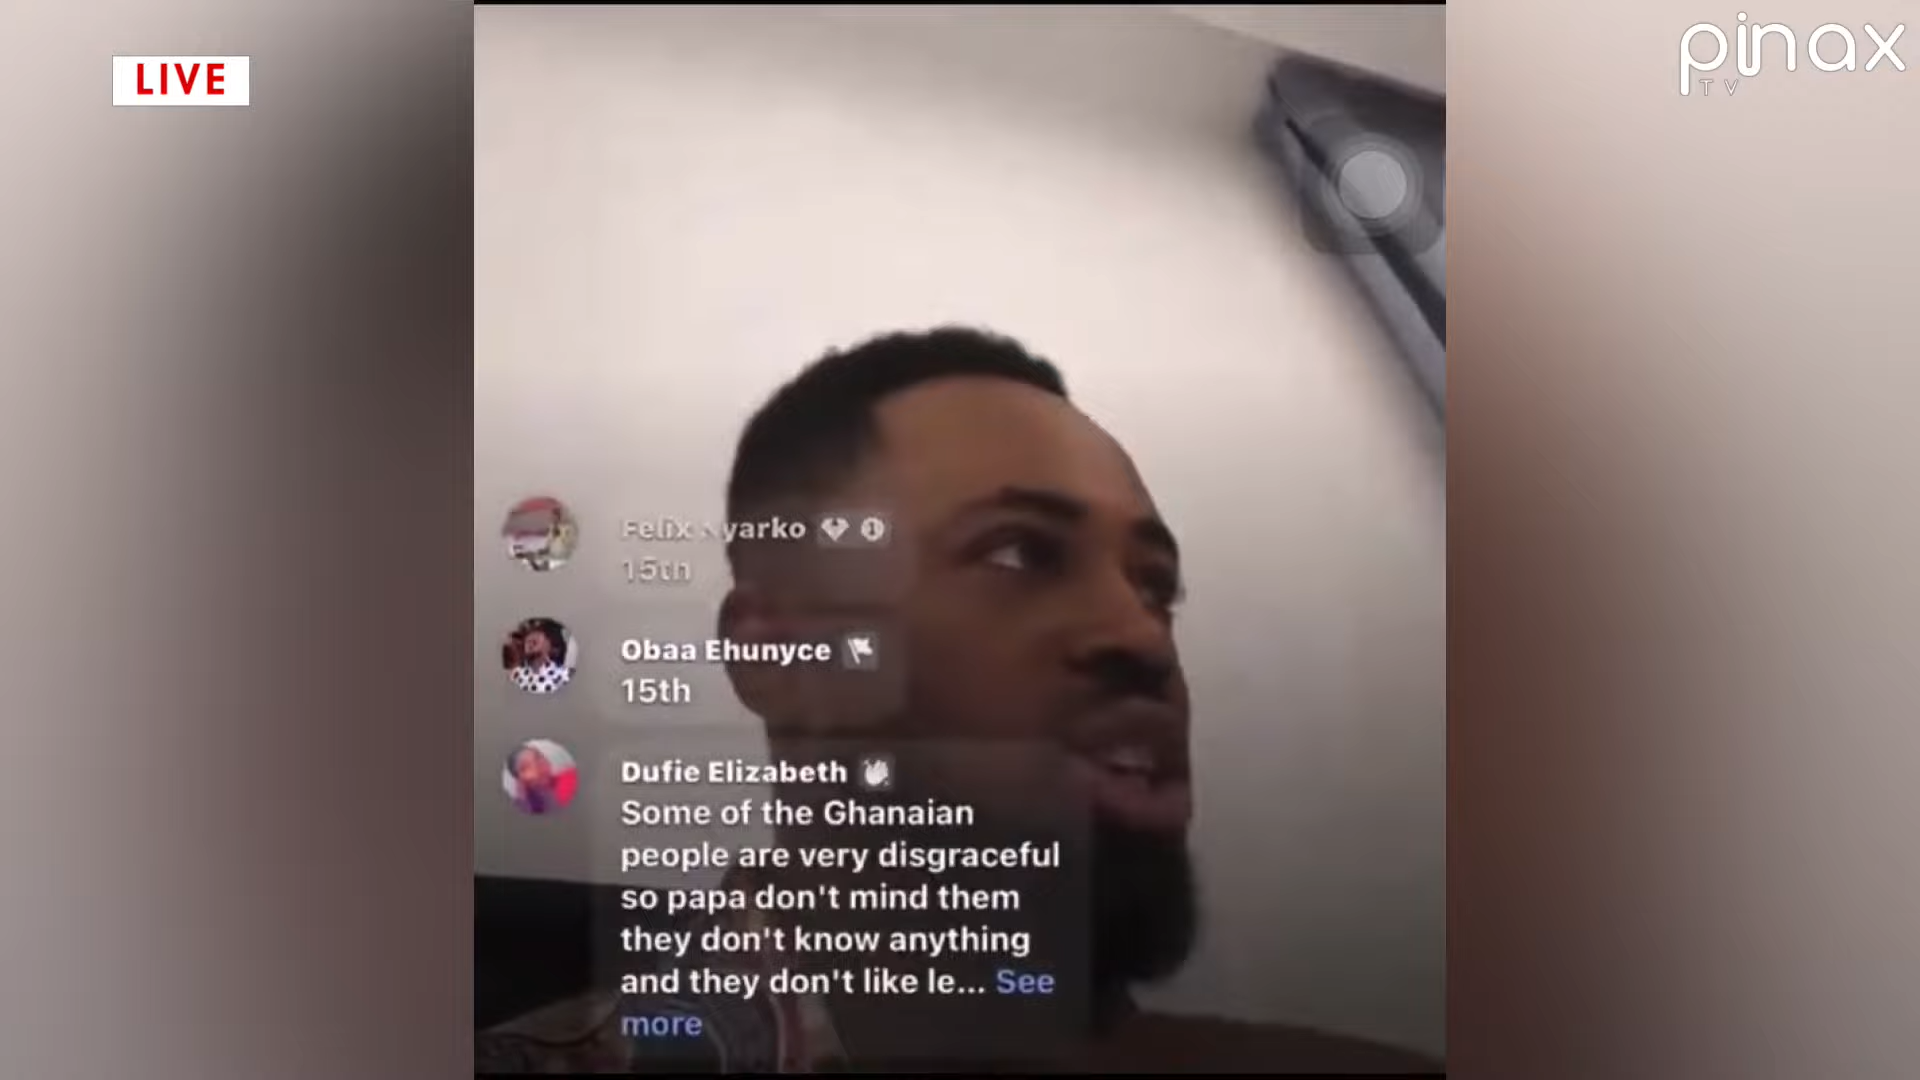 LIVE
pinax
TV
Felix Nyarko
15th
Obaa Ehunyce
15th
Dufie Elizabeth
Some of the Ghanaian
people are very disgraceful
so papa don't mind them
they don't know anything
and they don't like le... See
more